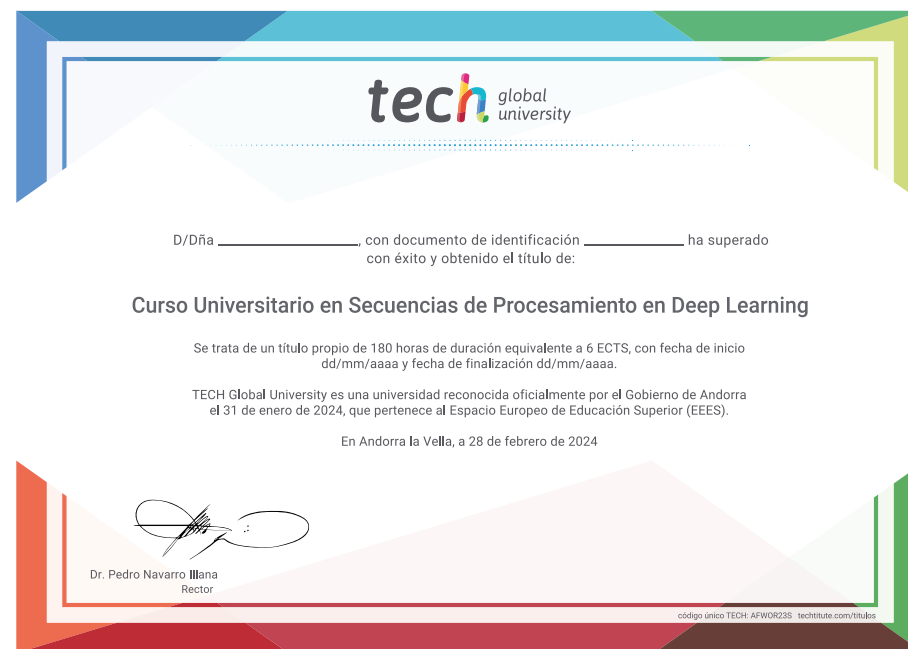 tech global university
D/Dña ____________________, con documento de identificación ______________ ha superado
con éxito y obtenido el título de:
Curso Universitario en Secuencias de Procesamiento en Deep Learning
Se trata de un título propio de 180 horas de duración equivalente a 6 ECTS, con fecha de inicio
dd/mm/aaaa y fecha de finalización dd/mm/aaaa.
TECH Global University es una universidad reconocida oficialmente por el Gobierno de Andorra
el 31 de enero de 2024, que pertenece al Espacio Europeo de Educación Superior (EEES).
En Andorra la Vella, a 28 de febrero de 2024
Dr. Pedro Navarro Illana
Rector
código único TECH: AFWOR23S techtitute.com/titulos